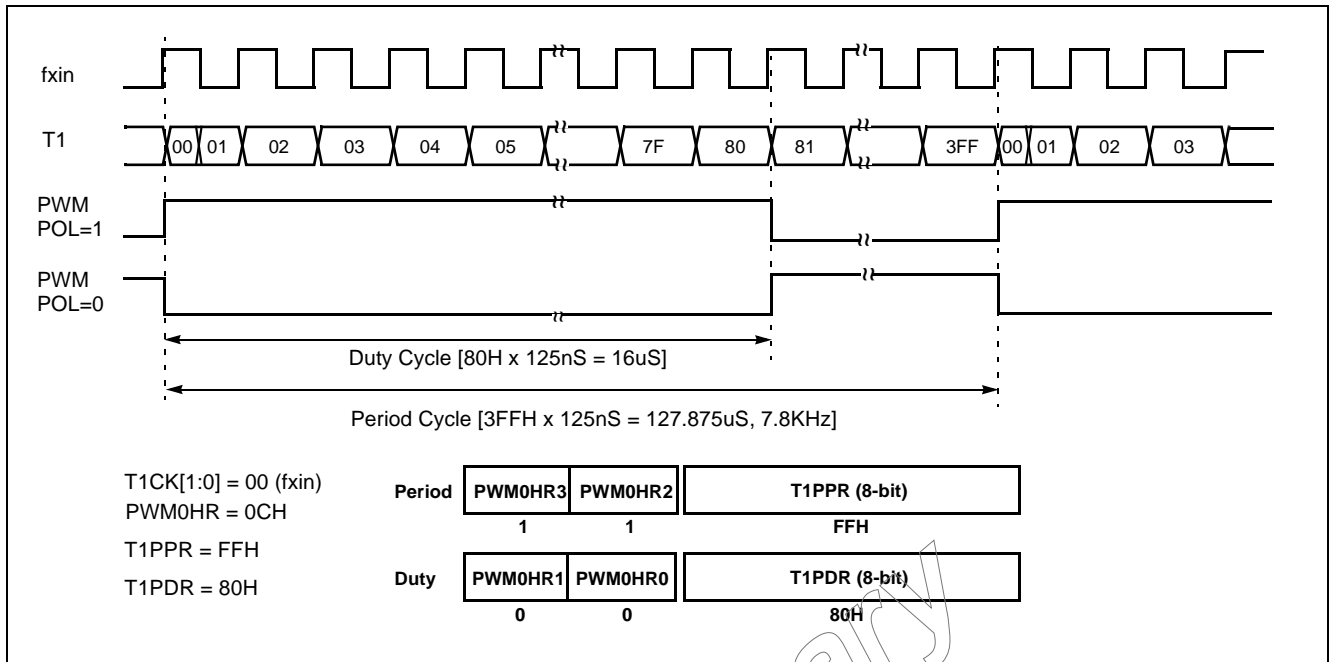 fxin
T1
00 01 02 03 04 05 7F 80 81 3FF 00 01 02 03
PWM
POL=1
PWM
POL=0
Duty Cycle [80H x 125nS = 16uS]
Period Cycle [3FFH x 125nS = 127.875uS, 7.8KHz]
T1CK[1:0] = 00 (fxin)
PWM0HR = 0CH
T1PPR = FFH
T1PDR = 80H
Period PWM0HR3 PWM0HR2 T1PPR (8-bit)
1 1 FFH
Duty PWM0HR1 PWM0HR0 T1PDR (8-bit)
0 0 80H